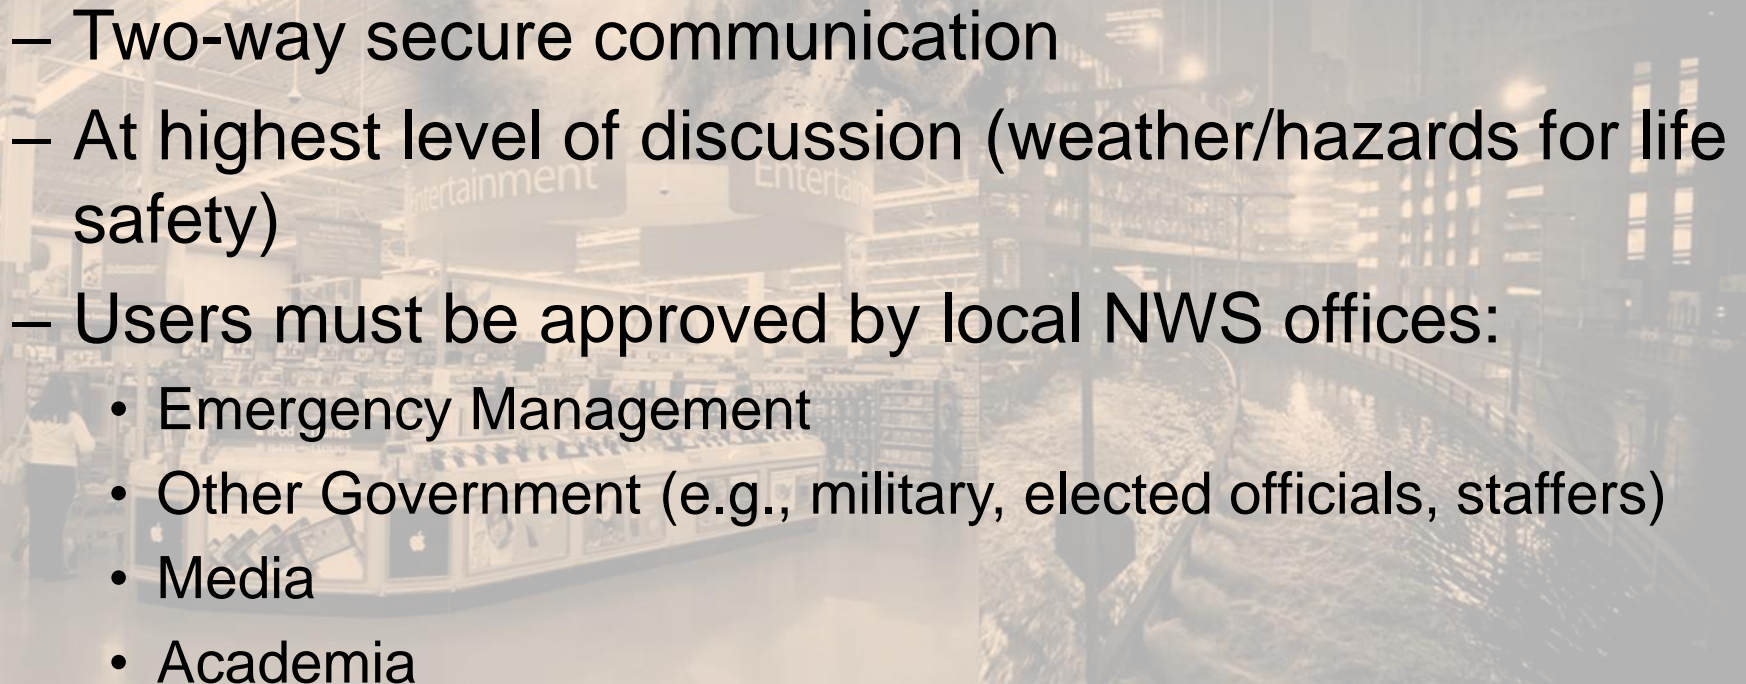 – Two-way secure communication
– At highest level of discussion (weather/hazards for life
safety)
– Users must be approved by local NWS offices:
• Emergency Management
• Other Government (e.g., military, elected officials, staffers)
• Media
• Academia
Entertainment